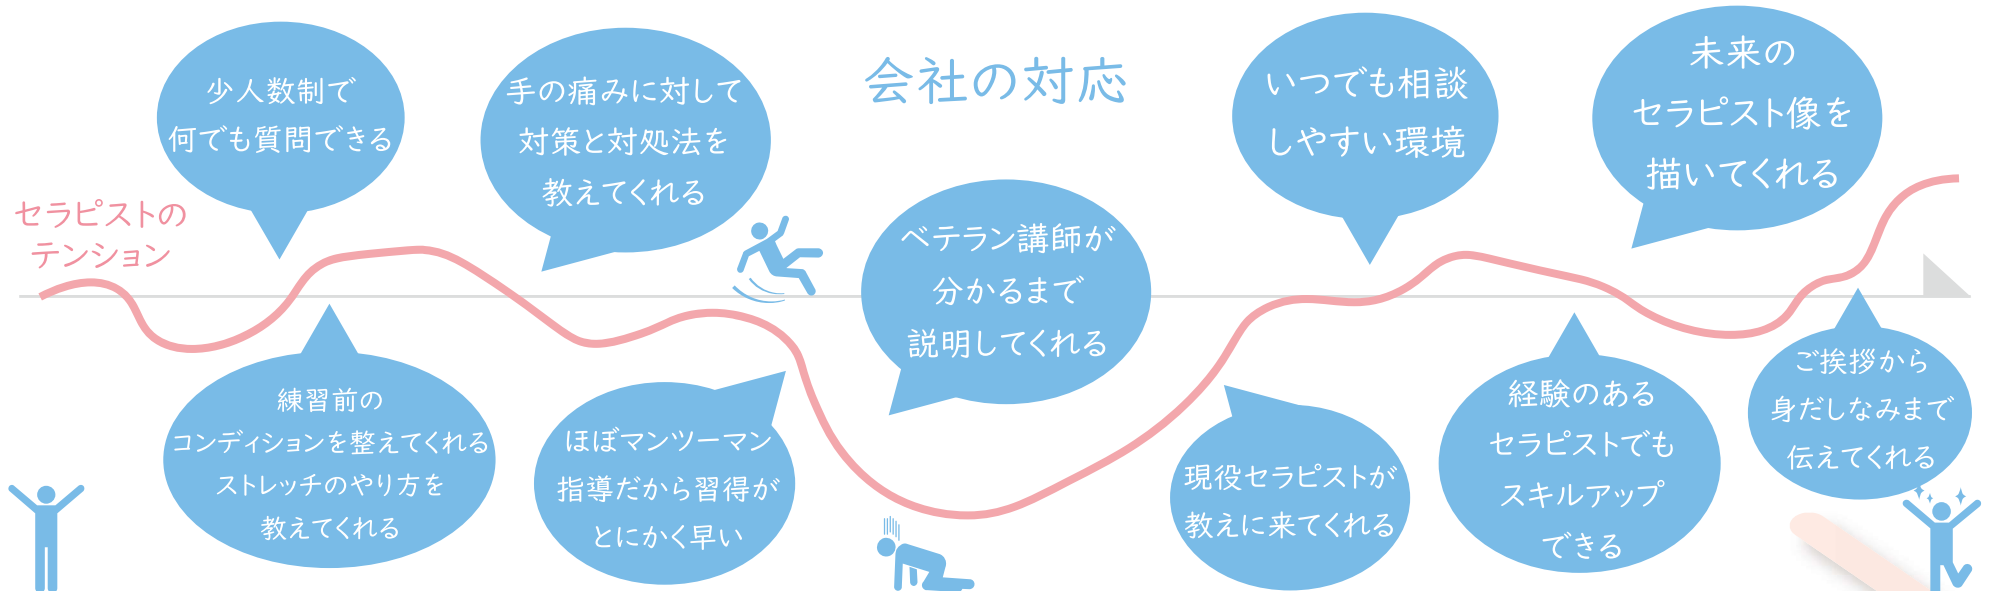 会社の対応
セラピストの
テンション
少人数制で
何でも質問できる
練習前の
コンディションを整えてくれる
ストレッチのやり方を
教えてくれる
手の痛みに対して
対策と対処法を
教えてくれる
ほぼマンツーマン
指導だから習得が
とにかく早い
ベテラン講師が
分かるまで
説明してくれる
現役セラピストが
教えに来てくれる
いつでも相談
しやすい環境
経験のある
セラピストでも
スキルアップ
できる
未来の
セラピスト像を
描いてくれる
ご挨拶から
身だしなみまで
伝えてくれる